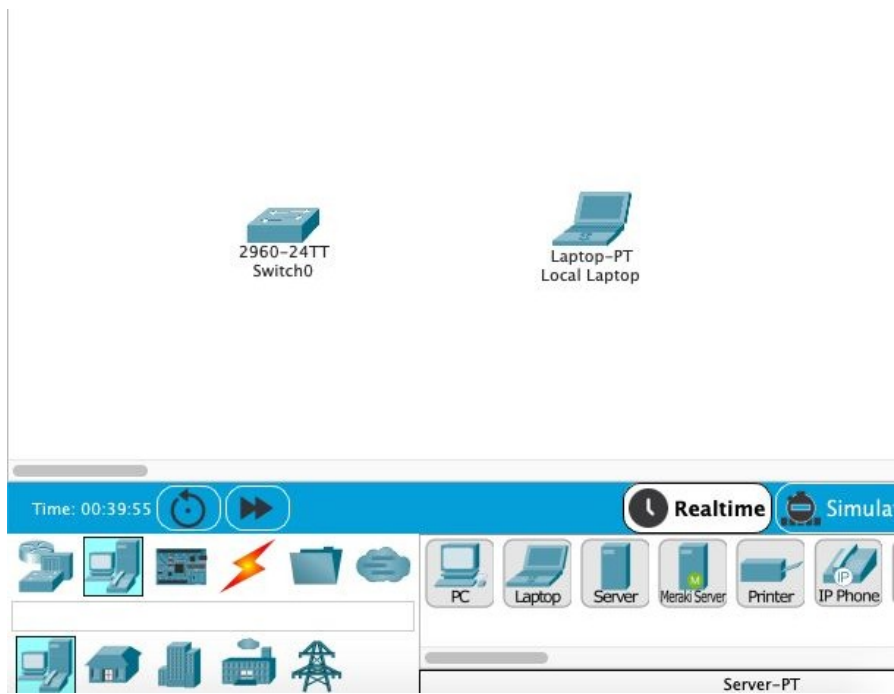 2960-24TT
Switch0
Laptop-PT
Local Laptop
Time: 00:39:55
Realtime
Simula
PC
Laptop
Server
M
Meraki Server
Printer
IP
IP Phone
Server-PT